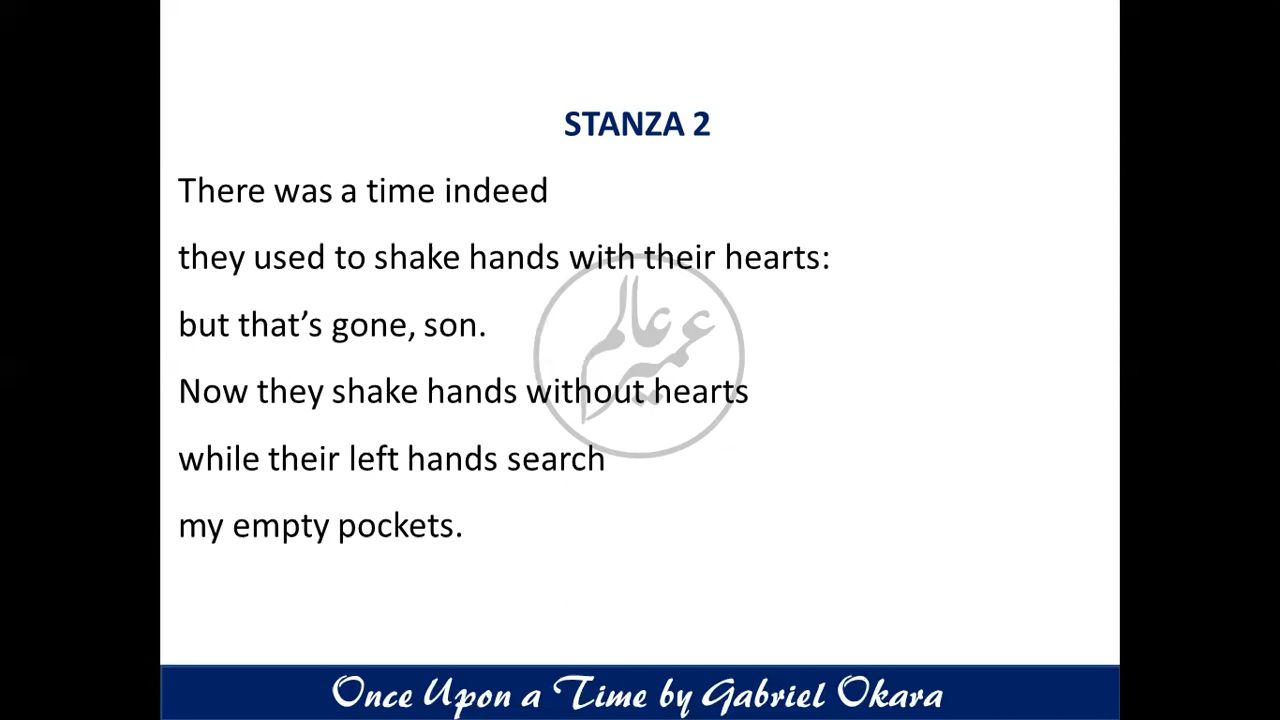 STANZA 2
There was a time indeed
they used to shake hands with their hearts:
but that’s gone, son.
Now they shake hands without hearts
while their left hands search
my empty pockets.
عمیر عالم
Once Upon a Time by Gabriel Okara